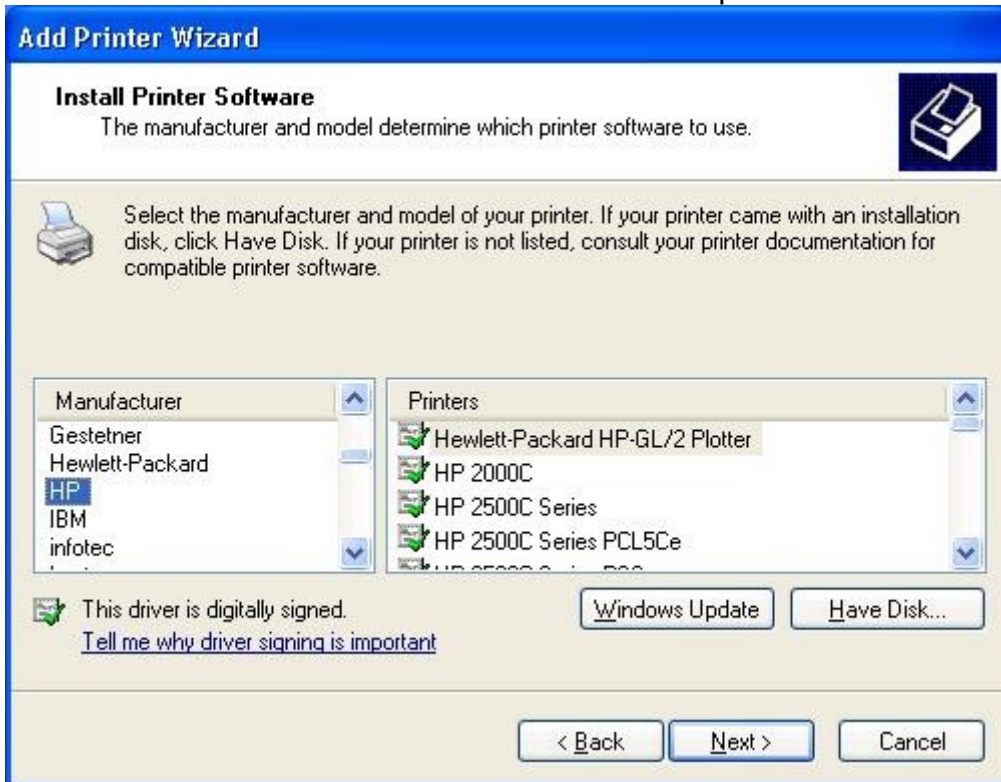 Add Printer Wizard
Install Printer Software
The manufacturer and model determine which printer software to use.
Select the manufacturer and model of your printer. If your printer came with an installation
disk, click Have Disk. If your printer is not listed, consult your printer documentation for
compatible printer software.
Manufacturer
Gestetner
Hewlett-Packard
HP
IBM
infotec
Printers
Hewlett-Packard HP-GL/2 Plotter
HP 2000C
HP 2500C Series
HP 2500C Series PCL5Ce
This driver is digitally signed.
Tell me why driver signing is important
Windows Update
Have Disk...
< Back
Next >
Cancel